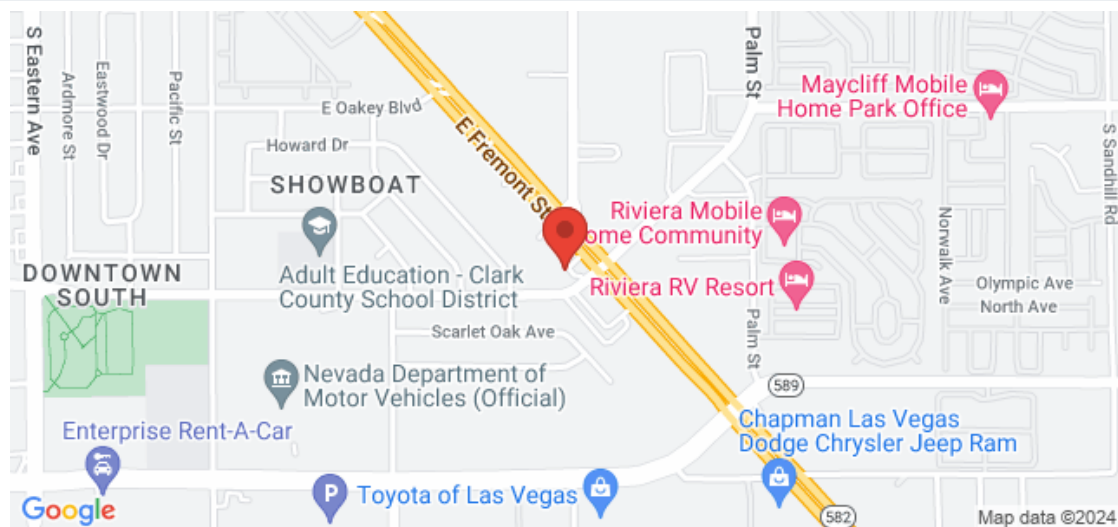 S Eastern Ave
Ardmore St
Eastwood Dr
Pacific St
E Oakey Blvd
Howard Dr
SHOWBOAT
E Fremont St
Palm St
Maycliff Mobile
Home Park Office
S Sandhill Rd
Riviera Mobile
ome Community
Norwalk Ave
DOWNTOWN
SOUTH
Adult Education - Clark
County School District
Riviera RV Resort
Olympic Ave
North Ave
Scarlet Oak Ave
Palm St
Nevada Department of
Motor Vehicles (Official)
589
Enterprise Rent-A-Car
Chapman Las Vegas
Dodge Chrysler Jeep Ram
P
Toyota of Las Vegas
582
Google
Map data ©2024